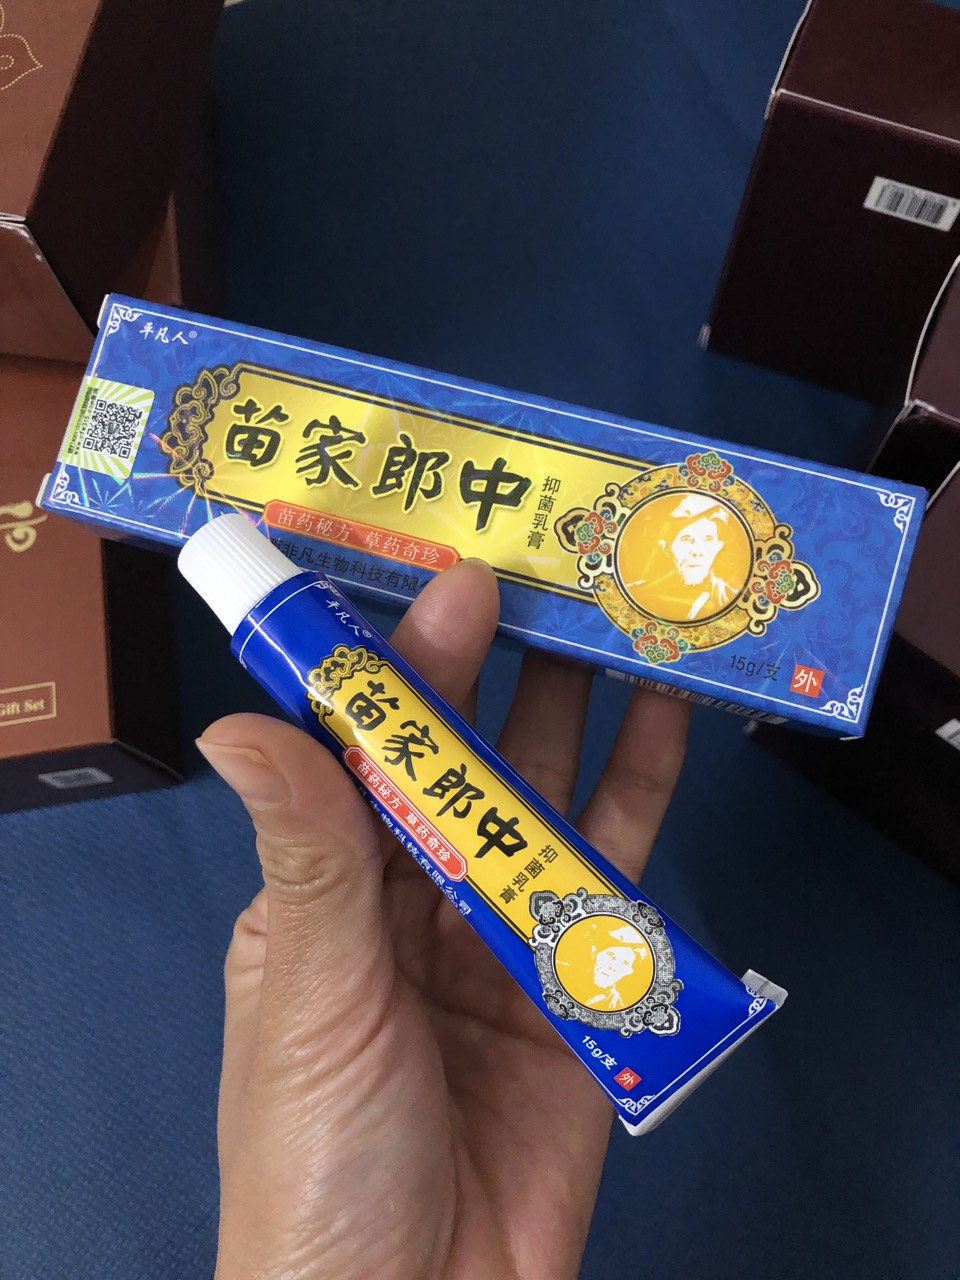 平凡人®
苗家郎中
抑菌乳膏
苗药秘方 草药奇珍
非凡生物科技有限
15g/支
外
平凡人®
苗家郎中
抑菌乳膏
苗药秘方 草药奇珍
物科技有限公司
15g/支
外
Gift Set